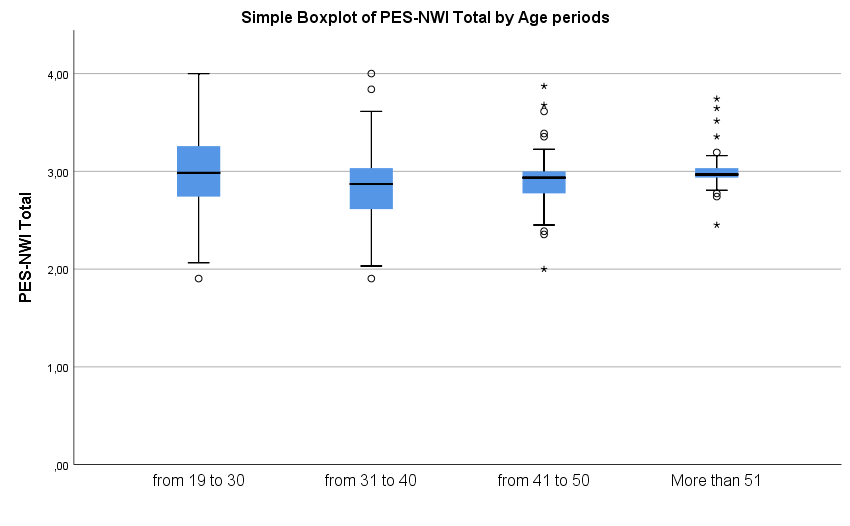 Simple Boxplot of PES-NWI Total by Age periods
PES-NWI Total
4,00
3,00
2,00
1,00
,00
from 19 to 30
from 31 to 40
from 41 to 50
More than 51